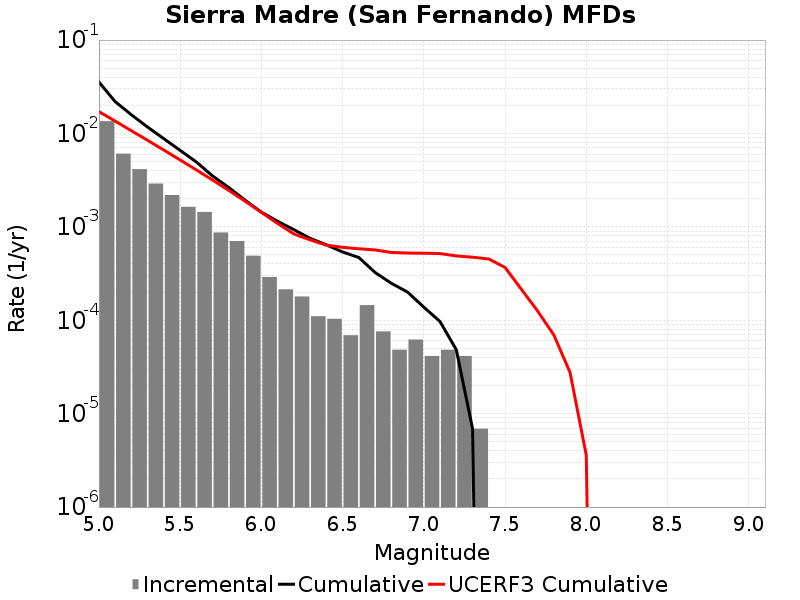 Sierra Madre (San Fernando) MFDs
10^-1
10^-2
10^-3
10^-4
10^-5
10^-6
Rate (1/yr)
5.0 5.5 6.0 6.5 7.0 7.5 8.0 8.5 9.0
Magnitude
Incremental Cumulative UCERF3 Cumulative